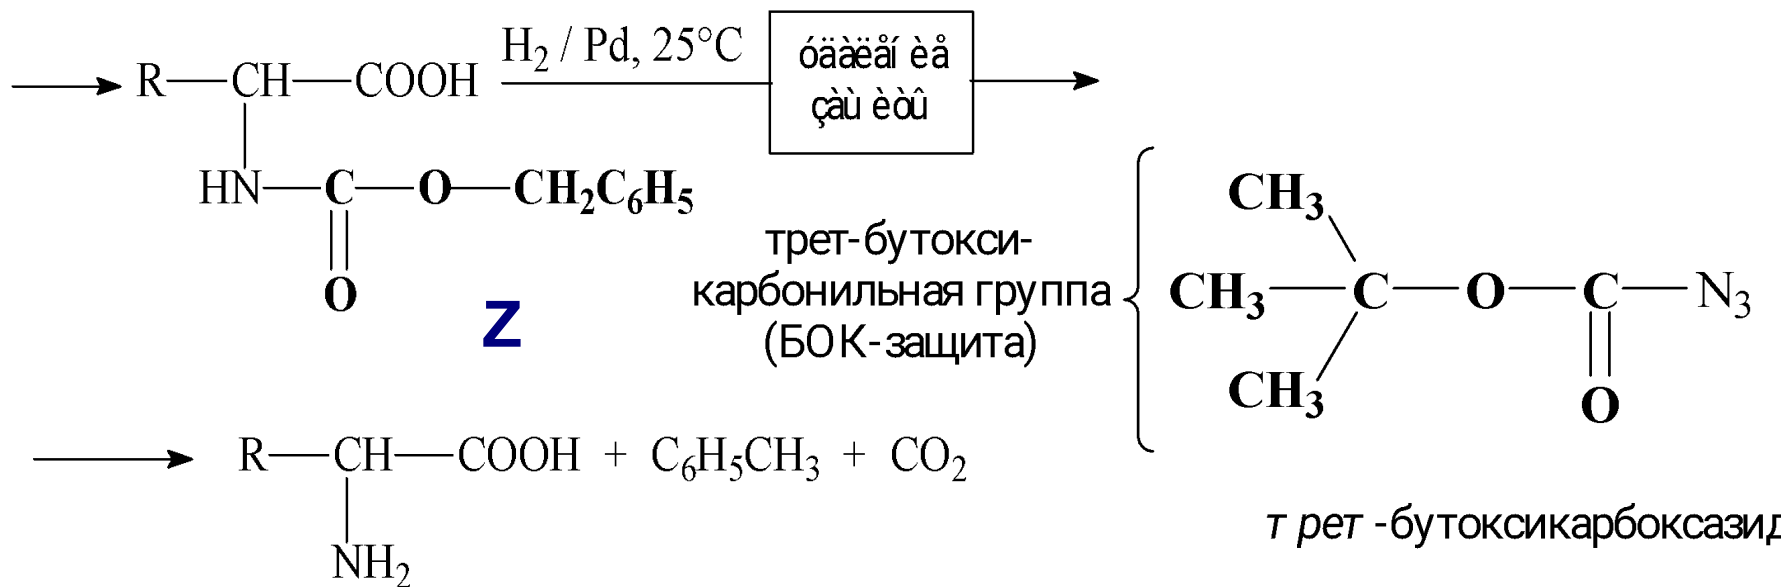 R—CH—COOH
H₂ / Pd, 25°C
óäàëåí èå
çàù èòû
HN—C—O—CH₂C₆H₅
O
Z
трет-бутокси-
карбонильная группа
(БОК-защита)
CH₃
CH₃—C—O—C—N₃
CH₃
O
R—CH—COOH + C₆H₅CH₃ + CO₂
NH₂
т рет -бутоксикарбоксазид